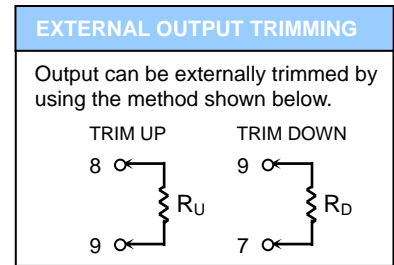 EXTERNAL OUTPUT TRIMMING
Output can be externally trimmed by
using the method shown below.
TRIM UP TRIM DOWN
8 9
RU RD
9 7